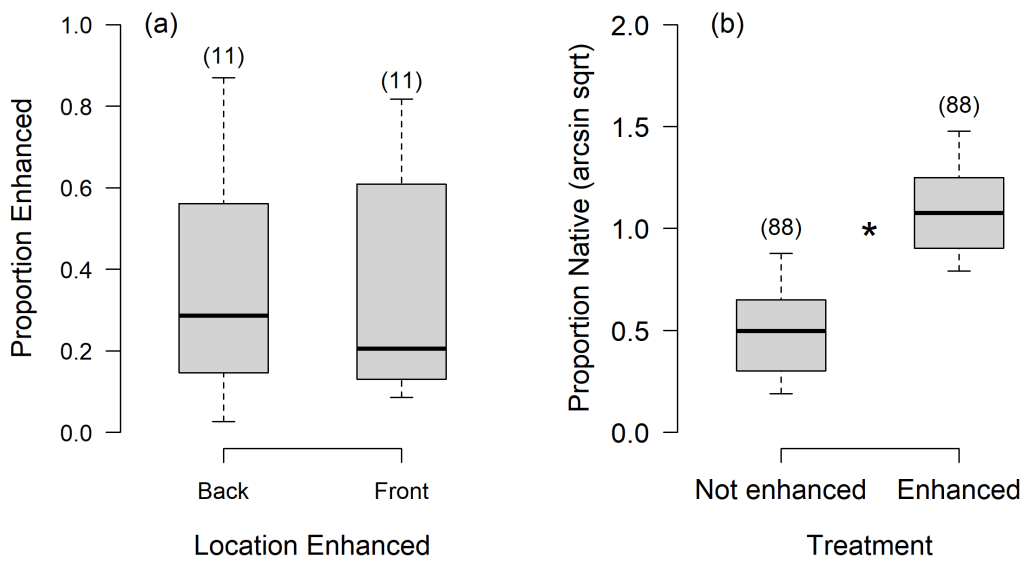 (a)
(11)
(11)
1.0
0.8
0.6
0.4
0.2
0.0
Proportion Enhanced
Back
Front
Location Enhanced
(b)
(88)
(88)
*
2.0
1.5
1.0
0.5
0.0
Proportion Native (arcsin sqrt)
Not enhanced
Enhanced
Treatment